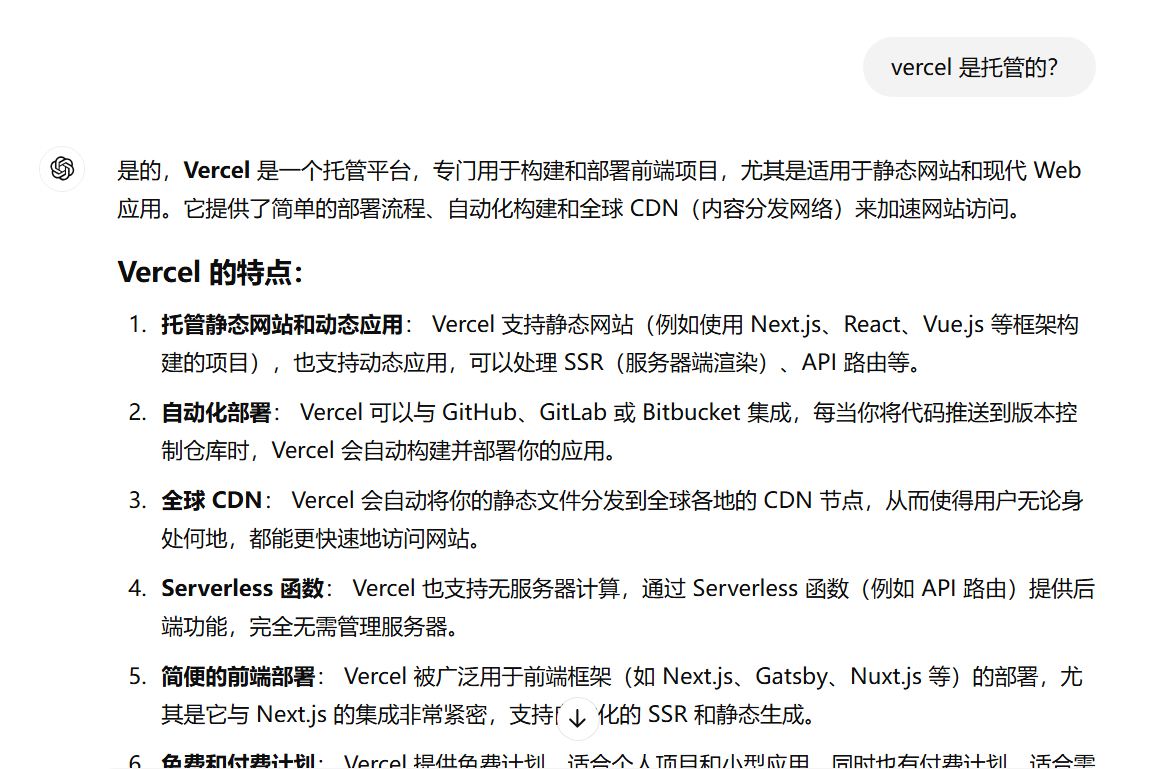 vercel 是托管的?
是的，Vercel 是一个托管平台，专门用于构建和部署前端项目，尤其是适用于静态网站和现代 Web
应用。它提供了简单的部署流程、自动化构建和全球 CDN（内容分发网络）来加速网站访问。
Vercel 的特点：
1. 托管静态网站和动态应用： Vercel 支持静态网站（例如使用 Next.js、React、Vue.js 等框架构
建的项目），也支持动态应用，可以处理 SSR（服务器端渲染）、API 路由等。
2. 自动化部署： Vercel 可以与 GitHub、GitLab 或 Bitbucket 集成，每当你将代码推送到版本控
制仓库时，Vercel 会自动构建并部署你的应用。
3. 全球 CDN： Vercel 会自动将你的静态文件分发到全球各地的 CDN 节点，从而使得用户无论身
处何地，都能更快速地访问网站。
4. Serverless 函数： Vercel 也支持无服务器计算，通过 Serverless 函数（例如 API 路由）提供后
端功能，完全无需管理服务器。
5. 简便的前端部署： Vercel 被广泛用于前端框架（如 Next.js、Gatsby、Nuxt.js 等）的部署，尤
其是它与 Next.js 的集成非常紧密，支持化的 SSR 和静态生成。
6. 免费和付费计划： Vercel 提供免费计划，适合个人项目和小型应用，同时也有付费计划，适合需